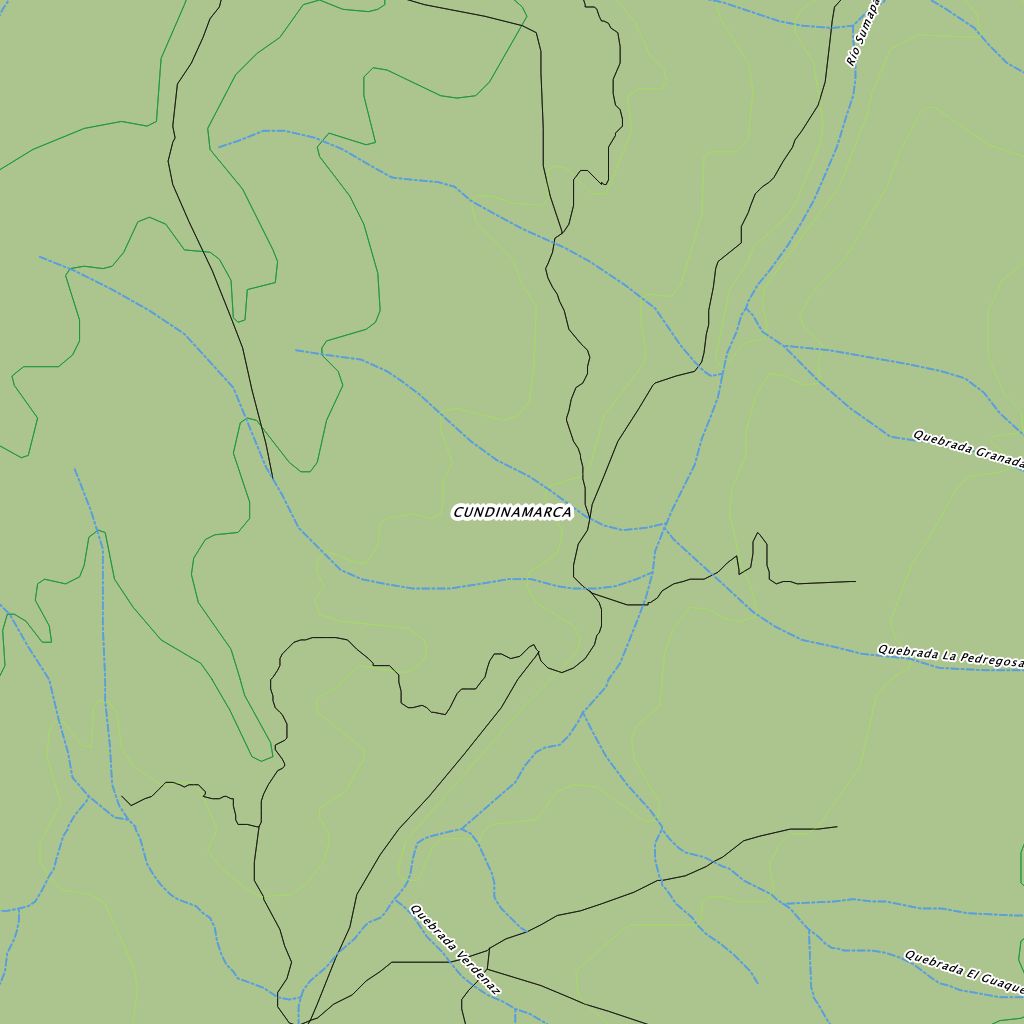 Río Sumapa
Quebrada Granada
CUNDINAMARCA
Quebrada La Pedregosa
Quebrada Verdenaz
Quebrada El Guaque